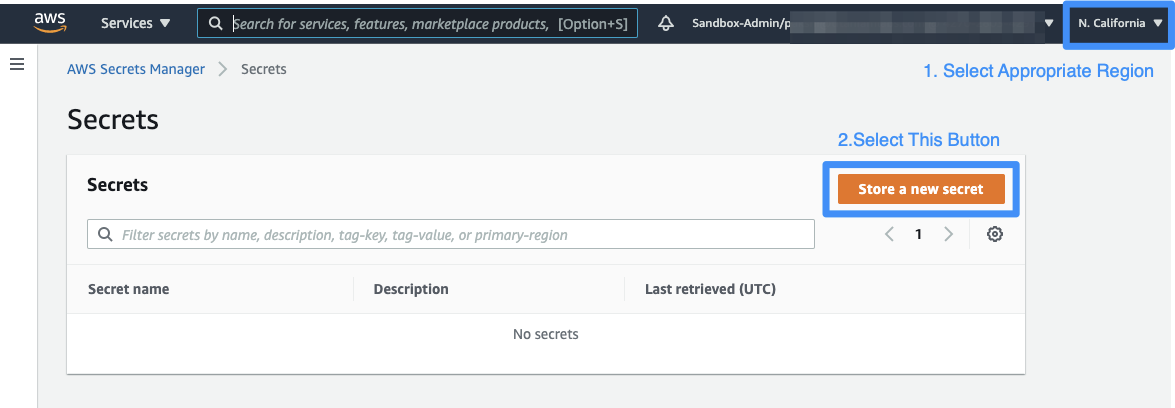 aws
Services
Search for services, features, marketplace products, [Option+S]
Sandbox-Admin/p
N. California
AWS Secrets Manager
Secrets
1. Select Appropriate Region
Secrets
2.Select This Button
Secrets
Store a new secret
Filter secrets by name, description, tag-key, tag-value, or primary-region
1
Secret name
Description
Last retrieved (UTC)
No secrets